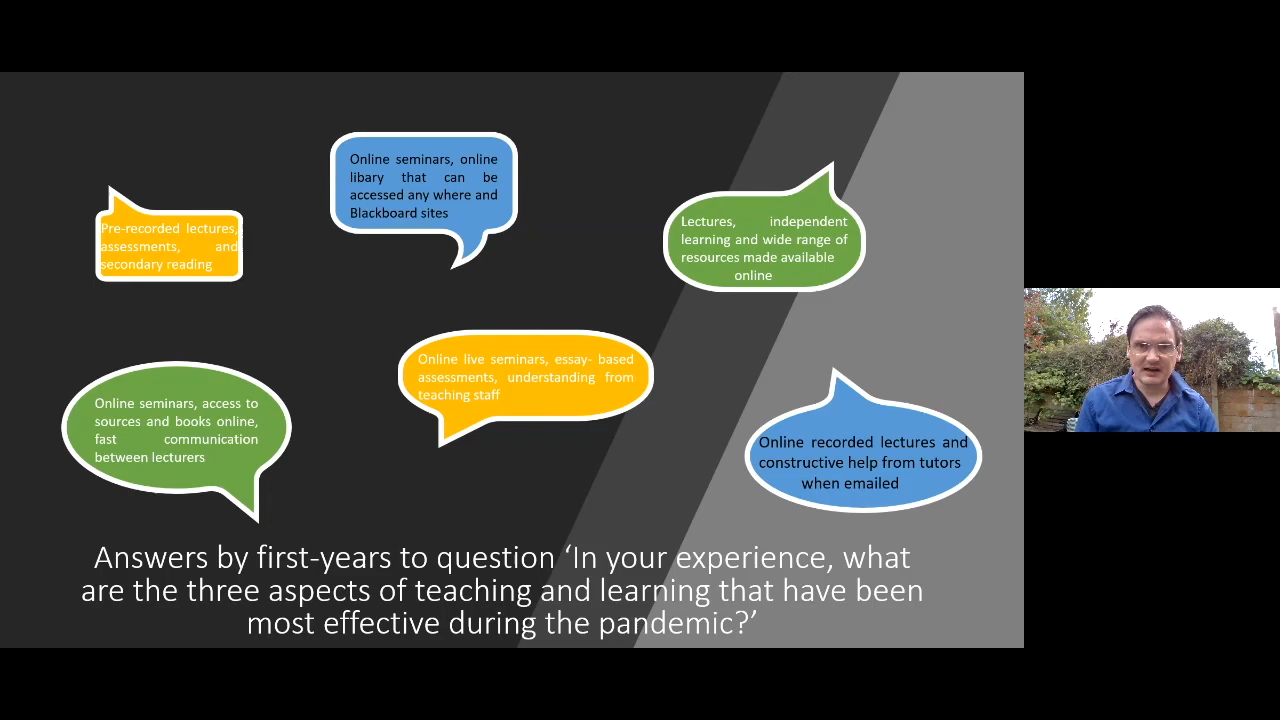 Online seminars, online
libary that can be
accessed any where and
Blackboard sites
Pre-recorded lectures,
assessments, and
secondary reading
Lectures, independent
learning and wide range of
resources made available
online
Online live seminars, essay- based
assessments, understanding from
teaching staff
Online seminars, access to
sources and books online,
fast communication
between lecturers
Online recorded lectures and
constructive help from tutors
when emailed
Answers by first-years to question ‘In your experience, what
are the three aspects of teaching and learning that have been
most effective during the pandemic?’